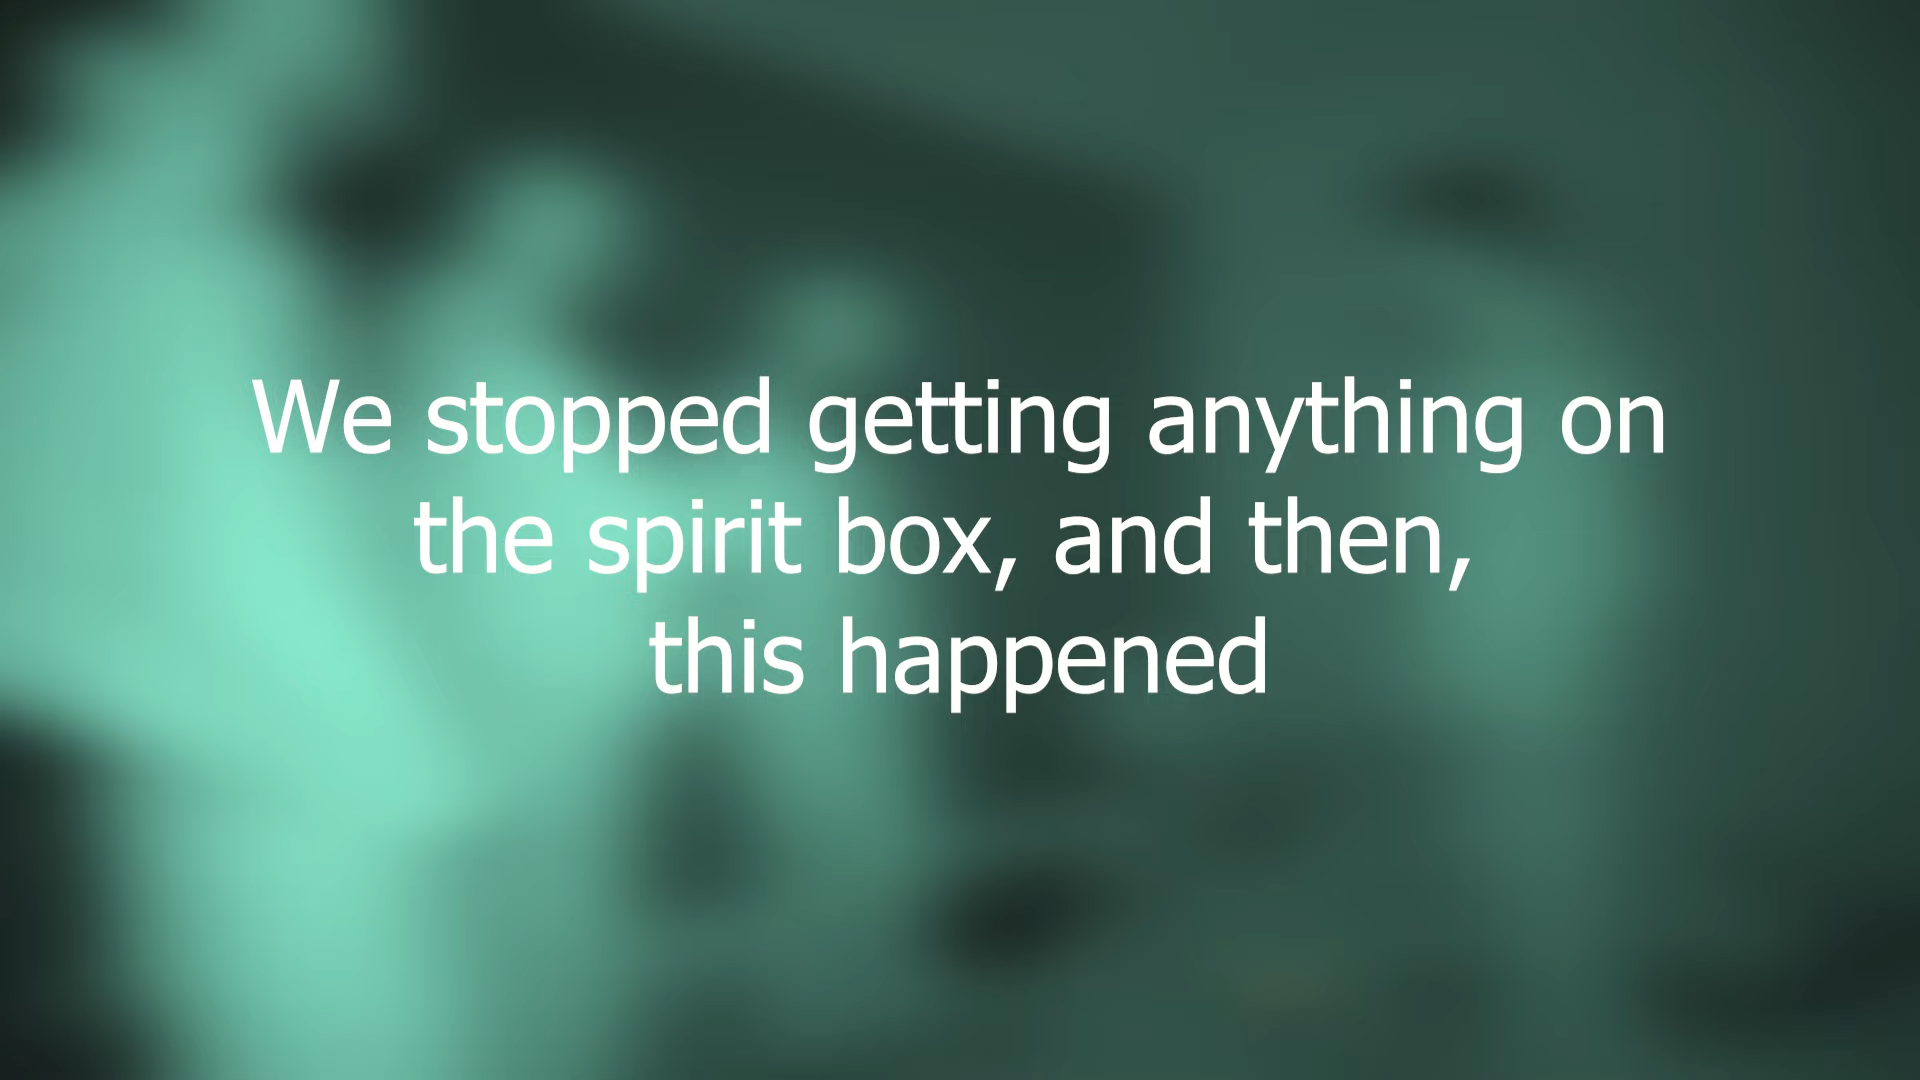 We stopped getting anything on
the spirit box, and then,
this happened